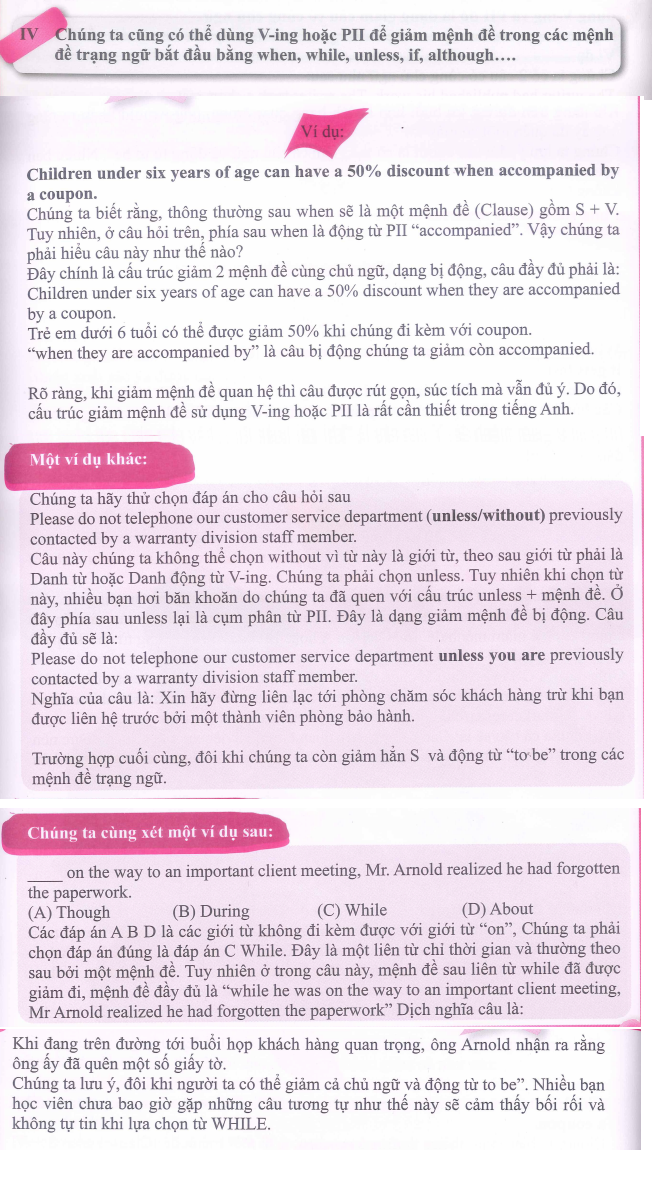 IV Chúng ta cũng có thể dùng V-ing hoặc PII để giảm mệnh đề trong các mệnh
đề trạng ngữ bắt đầu bằng when, while, unless, if, although….
Ví dụ:
Children under six years of age can have a 50% discount when accompanied by
a coupon.
Chúng ta biết rằng, thông thường sau when sẽ là một mệnh đề (Clause) gồm S + V.
Tuy nhiên, ở câu hỏi trên, phía sau when là động từ PII “accompanied”. Vậy chúng ta
phải hiểu câu này như thế nào?
Đây chính là cấu trúc giảm 2 mệnh đề cùng chủ ngữ, dạng bị động, câu đầy đủ phải là:
Children under six years of age can have a 50% discount when they are accompanied
by a coupon.
Trẻ em dưới 6 tuổi có thể được giảm 50% khi chúng đi kèm với coupon.
“when they are accompanied by” là câu bị động chúng ta giảm còn accompanied.
Rõ ràng, khi giảm mệnh đề quan hệ thì câu được rút gọn, súc tích mà vẫn đủ ý. Do đó,
cấu trúc giảm mệnh đề sử dụng V-ing hoặc PII là rất cần thiết trong tiếng Anh.
Một ví dụ khác:
Chúng ta hãy thử chọn đáp án cho câu hỏi sau
Please do not telephone our customer service department (unless/without) previously
contacted by a warranty division staff member.
Câu này chúng ta không thể chọn without vì từ này là giới từ, theo sau giới từ phải là
Danh từ hoặc Danh động từ V-ing. Chúng ta phải chọn unless. Tuy nhiên khi chọn từ
này, nhiều bạn hơi băn khoăn do chúng ta đã quen với cấu trúc unless + mệnh đề. Ở
đây phía sau unless lại là cụm phân từ PII. Đây là dạng giảm mệnh đề bị động. Câu
đầy đủ sẽ là:
Please do not telephone our customer service department unless you are previously
contacted by a warranty division staff member.
Nghĩa của câu là: Xin hãy đừng liên lạc tới phòng chăm sóc khách hàng trừ khi bạn
được liên hệ trước bởi một thành viên phòng bảo hành.
Trường hợp cuối cùng, đôi khi chúng ta còn giảm hẳn S và động từ “to be” trong các
mệnh đề trạng ngữ.
Chúng ta cùng xét một ví dụ sau:
____ on the way to an important client meeting, Mr. Arnold realized he had forgotten
the paperwork.
(A) Though (B) During (C) While (D) About
Các đáp án A B D là các giới từ không đi kèm được với giới từ “on”, Chúng ta phải
chọn đáp án đúng là đáp án C While. Đây là một liên từ chỉ thời gian và thường theo
sau bởi một mệnh đề. Tuy nhiên ở trong câu này, mệnh đề sau liên từ while đã được
giảm đi, mệnh đề đầy đủ là “while he was on the way to an important client meeting,
Mr Arnold realized he had forgotten the paperwork” Dịch nghĩa câu là:
Khi đang trên đường tới buổi họp khách hàng quan trọng, ông Arnold nhận ra rằng
ông ấy đã quên một số giấy tờ.
Chúng ta lưu ý, đôi khi người ta có thể giảm cả chủ ngữ và động từ to be”. Nhiều bạn
học viên chưa bao giờ gặp những câu tương tự như thế này sẽ cảm thấy bối rối và
không tự tin khi lựa chọn từ WHILE.